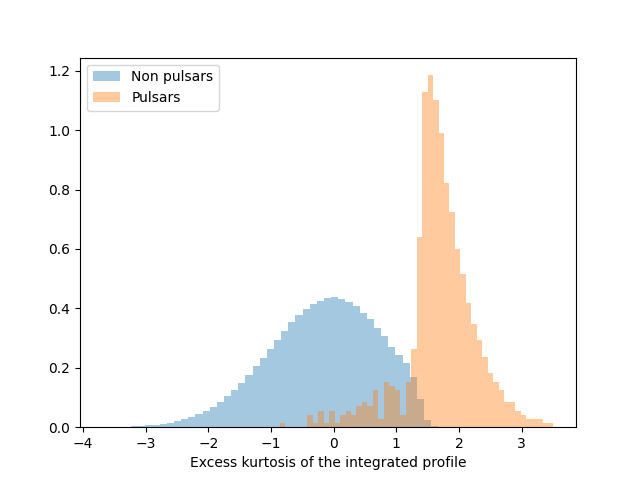 Non pulsars
Pulsars
1.2
1.0
0.8
0.6
0.4
0.2
0.0
−4 −3 −2 −1 0 1 2 3
Excess kurtosis of the integrated profile